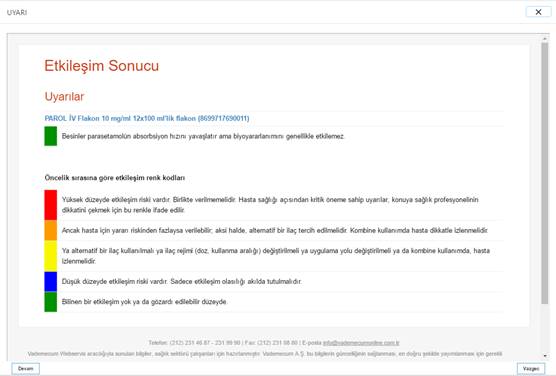 UYARI
Etkileşim Sonucu
Uyarılar
PAROL İV Flakon 10 mg/ml 12x100 ml'lik flakon (8699717690011)
Besinler parasetamolün absorbsiyon hızını yavaşlatır ama biyoyararlanımını genellikle etkilemez.
Öncelik sırasına göre etkileşim renk kodları
Yüksek düzeyde etkileşim riski vardır. Birlikte verilmemelidir. Hasta sağlığı açısından kritik öneme sahip uyarılar, konuya sağlık profesyonelinin
dikkatini çekmek için bu renkle ifade edilir.
Ancak hasta için yararı riskinden fazlaysa verilebilir; aksi halde, alternatif bir ilaç tercih edilmelidir. Kombine kullanımda hasta dikkatle izlenmelidir.
Ya alternatif bir ilaç kullanılmalı ya ilaç rejimi (doz, kullanma aralığı) değiştirilmeli ya uygulama yolu değiştirilmeli ya da kombine kullanımda, hasta
izlenmelidir.
Düşük düzeyde etkileşim riski vardır. Sadece etkileşim olasılığı akılda tutulmalıdır.
Bilinen bir etkileşim yok ya da gözardı edilebilir düzeyde.
Telefon: (212) 231 46 87 - 231 99 98 | Fax: (212) 231 08 80 | E-posta info@vademecumonline.com.tr
Vademecum Webservis aracılığıyla sunulan bilgiler, sağlık sektörü çalışanları için hazırlanmıştır. Vademecum A.Ş. bu bilgilerin güncelliğinin sağlanması, en doğru şekilde yayımlanması için gerekli
Devam
Vazgeç